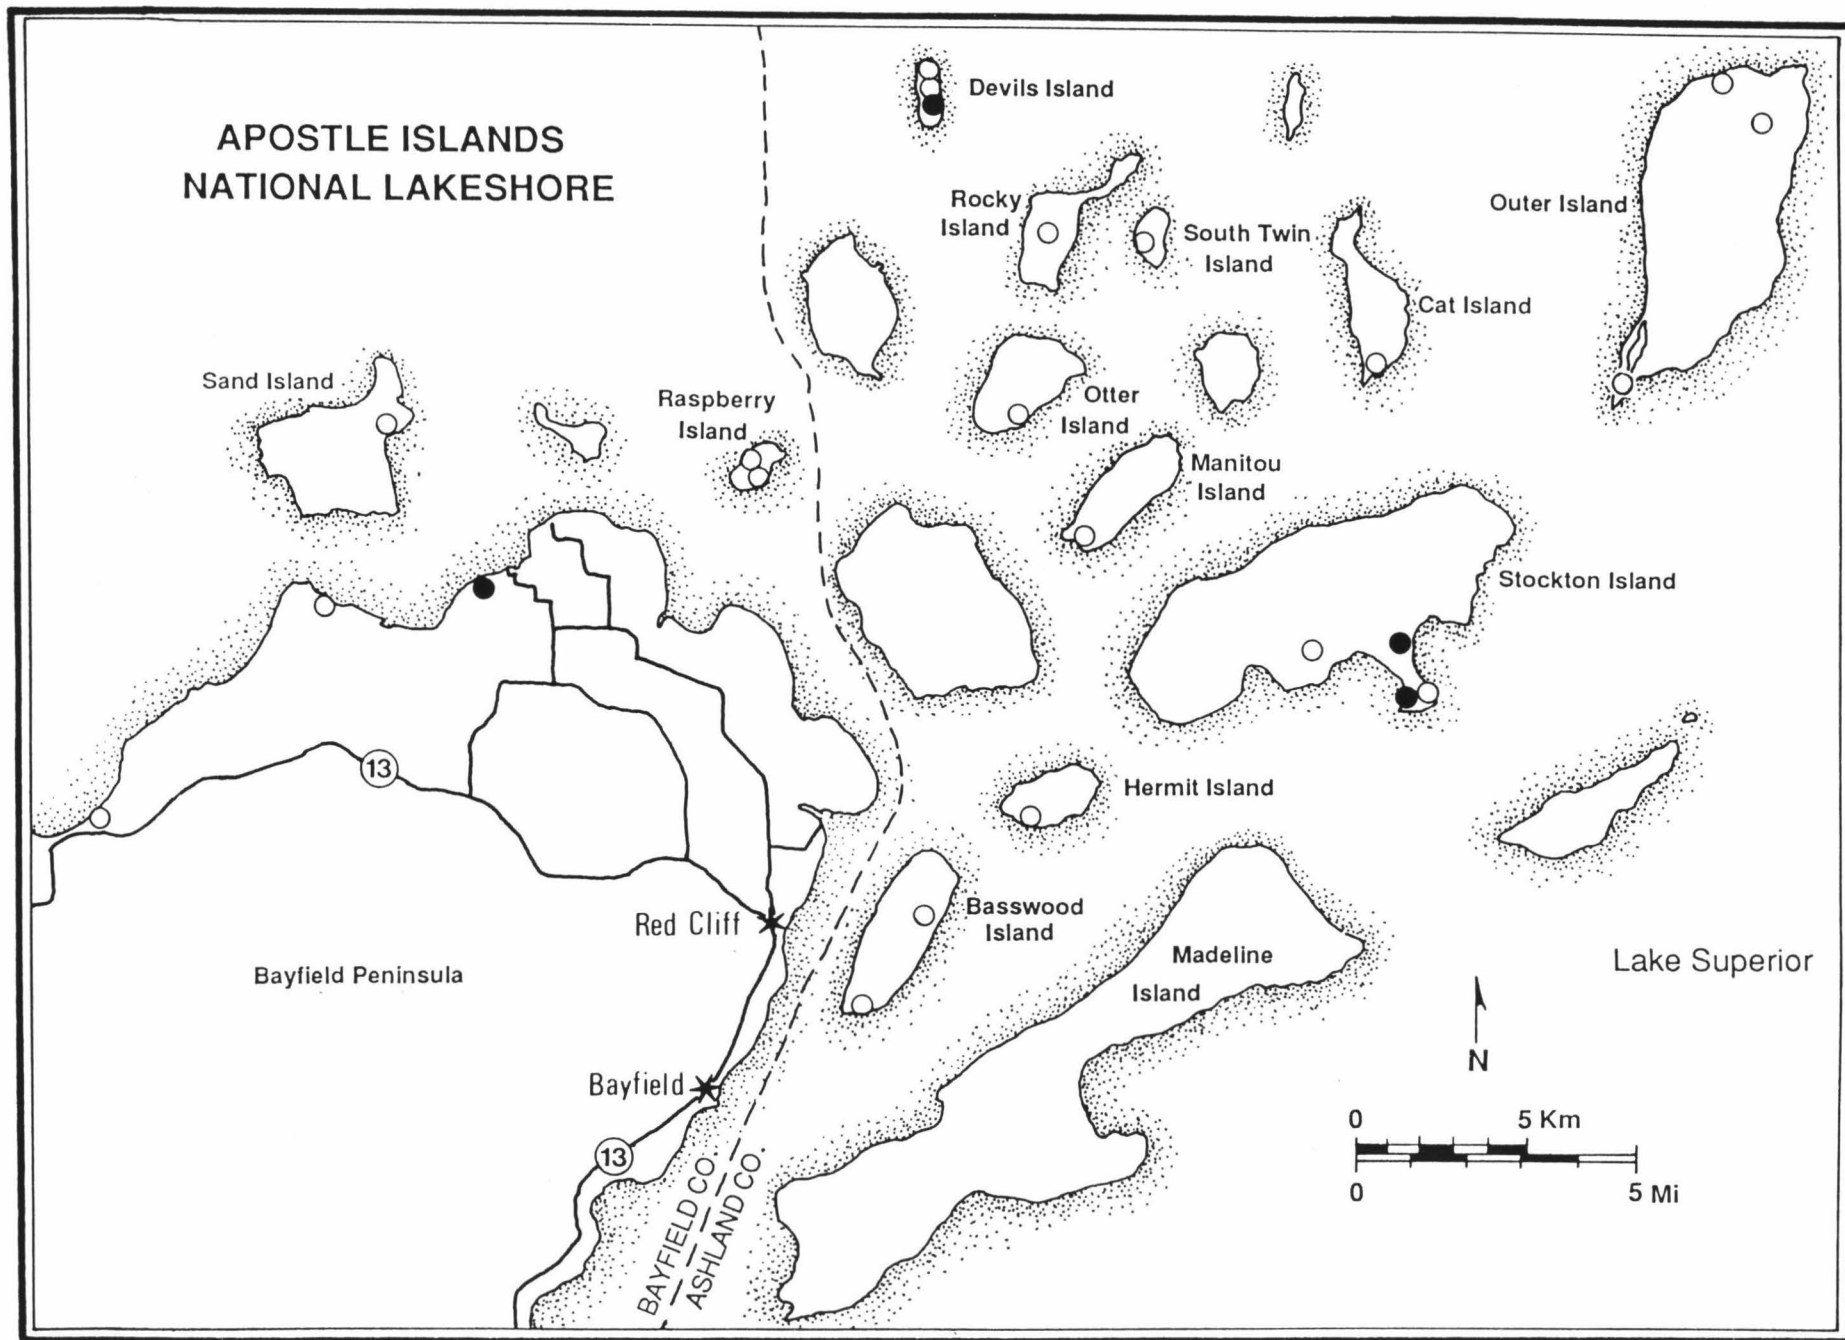 APOSTLE ISLANDS
NATIONAL LAKESHORE
Devils Island
Rocky
Island
South Twin
Island
Outer Island
Cat Island
Sand Island
Raspberry
Island
Otter
Island
Manitou
Island
Stockton Island
13
Hermit Island
Red Cliff
Basswood
Island
Madeline
Island
Lake Superior
Bayfield Peninsula
N
Bayfield
13
BAYFIELD CO.
ASHLAND CO.
0 5 Km
0 5 Mi